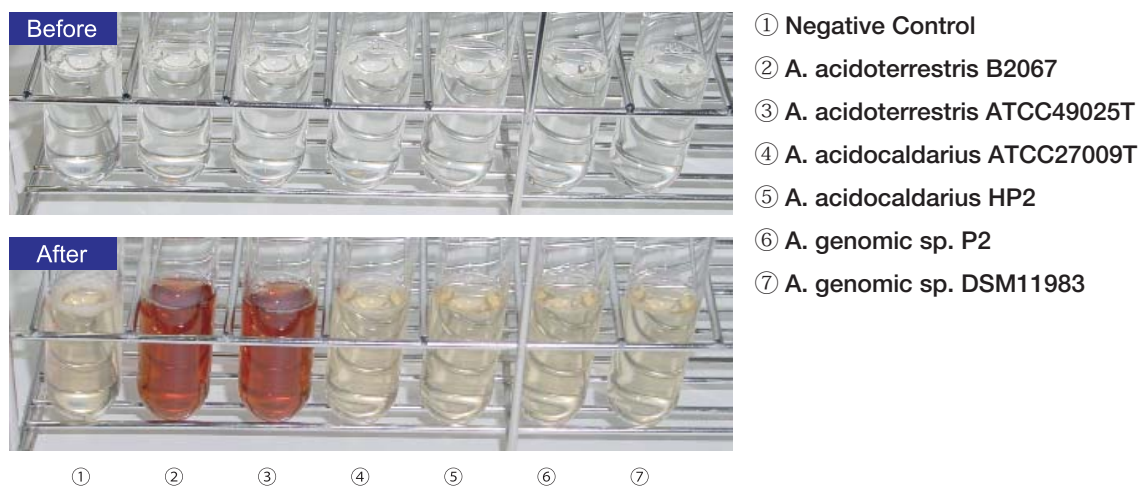 Before
① Negative Control
② A. acidoterrestris B2067
③ A. acidoterrestris ATCC49025T
④ A. acidocaldarius ATCC27009T
⑤ A. acidocaldarius HP2
⑥ A. genomic sp. P2
⑦ A. genomic sp. DSM11983
After
① ② ③ ④ ⑤ ⑥ ⑦